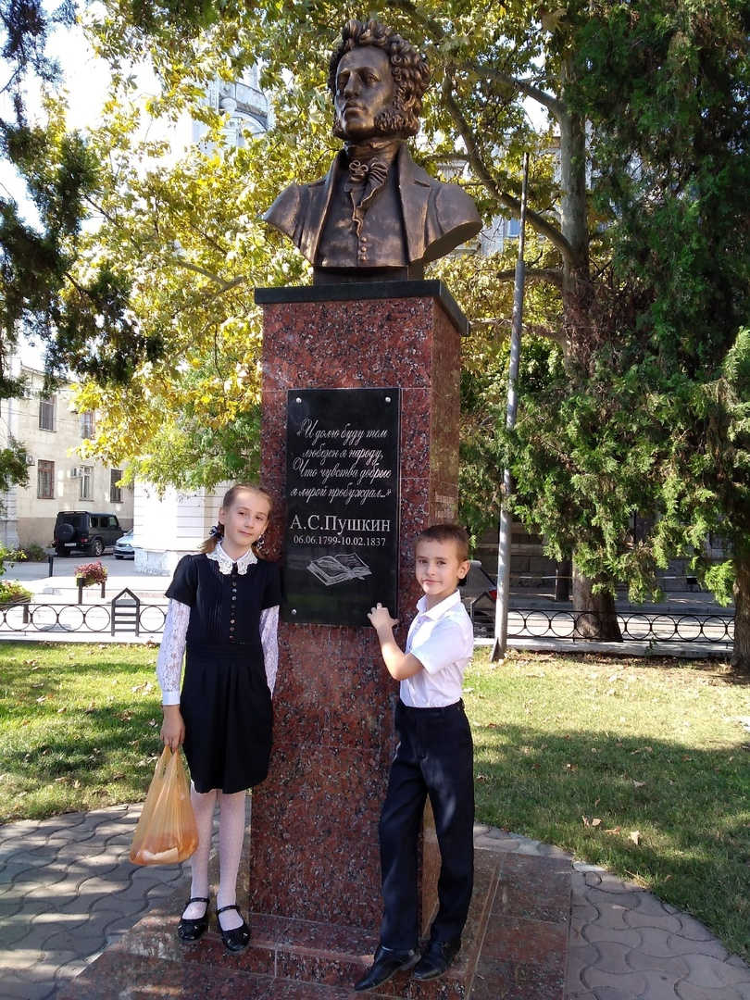 «И долго буду тем
любезен я народу,
Что чувства добрые
я лирой пробуждал...»
А.С.Пушкин
06.06.1799-10.02.1837